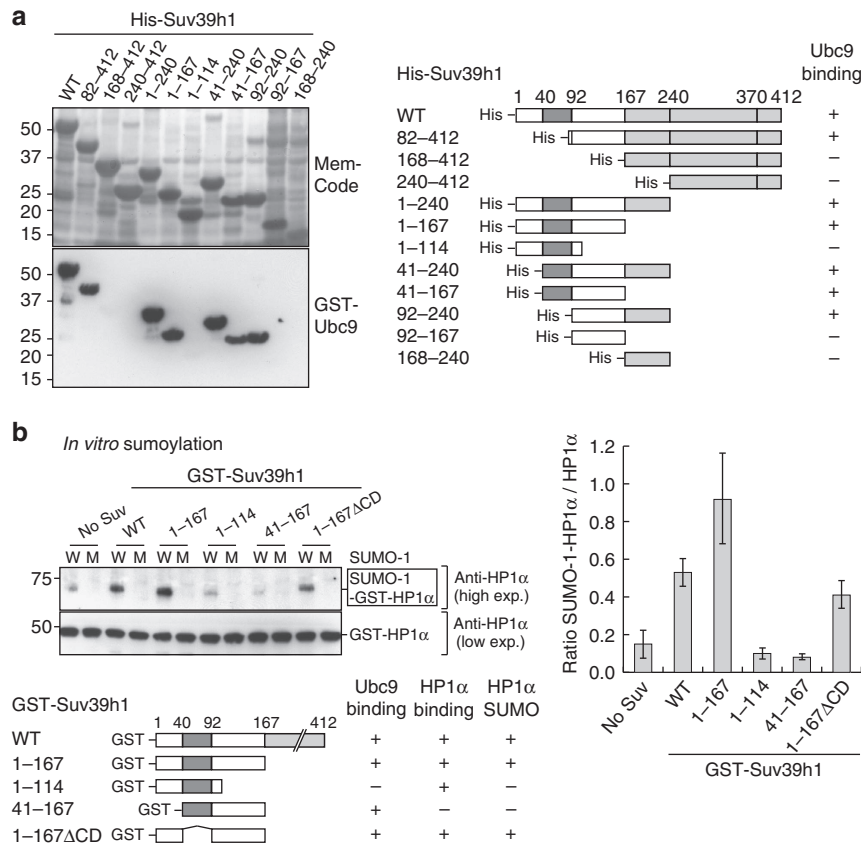 a
His-Suv39h1
WT 82–412 168–412 240–412 1–240 1–167 1–114 41–240 41–167 92–240 92–167 168–240
50
37
25
20
15
Mem-
Code
50
37
25
20
15
GST-
Ubc9
His-Suv39h1
Ubc9
binding
1 40 92 167 240 370 412
WT His +
82–412 His +
168–412 His –
240–412 His –
1–240 His +
1–167 His +
1–114 His –
41–240 His +
41–167 His +
92–240 His +
92–167 His –
168–240 His –
b
In vitro sumoylation
GST-Suv39h1
No Suv WT 1–167 1–114 41–167 1–167ΔCD
W M W M W M W M W M W M SUMO-1
75
SUMO-1
-GST-HP1α
Anti-HP1α
(high exp.)
50
GST-HP1α
Anti-HP1α
(low exp.)
GST-Suv39h1
Ubc9
binding
HP1α
binding
HP1α
SUMO
1 40 92 167 412
WT GST + + +
1–167 GST + + +
1–114 GST – + –
41–167 GST + – –
1–167ΔCD GST + + +
Ratio SUMO-1-HP1α / HP1α
1.2
1.0
0.8
0.6
0.4
0.2
0.0
No Suv WT 1–167 1–114 41–167 1–167ΔCD
GST-Suv39h1